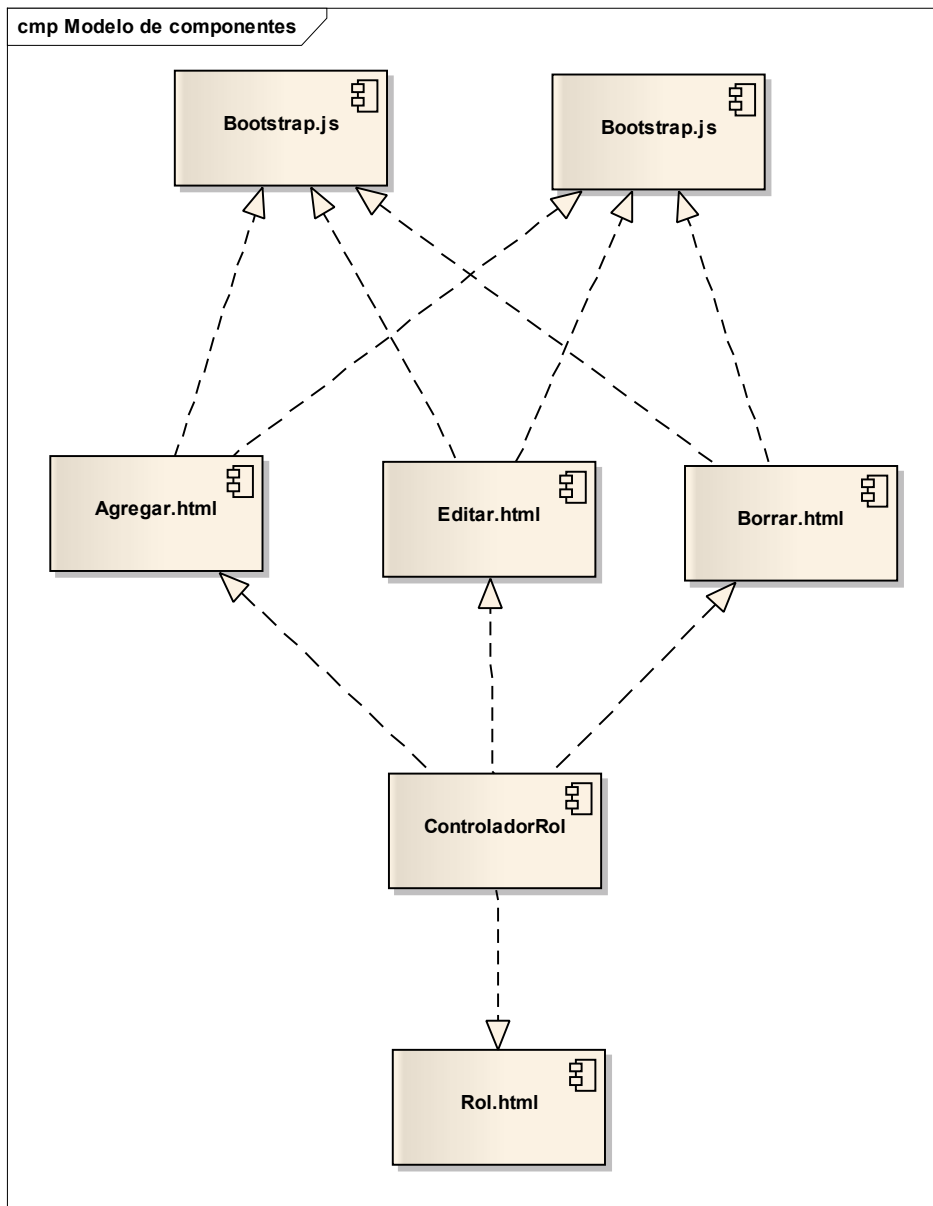 cmp Modelo de componentes
Bootstrap.js
Bootstrap.js
Agregar.html
Editar.html
Borrar.html
ControladorRol
Rol.html